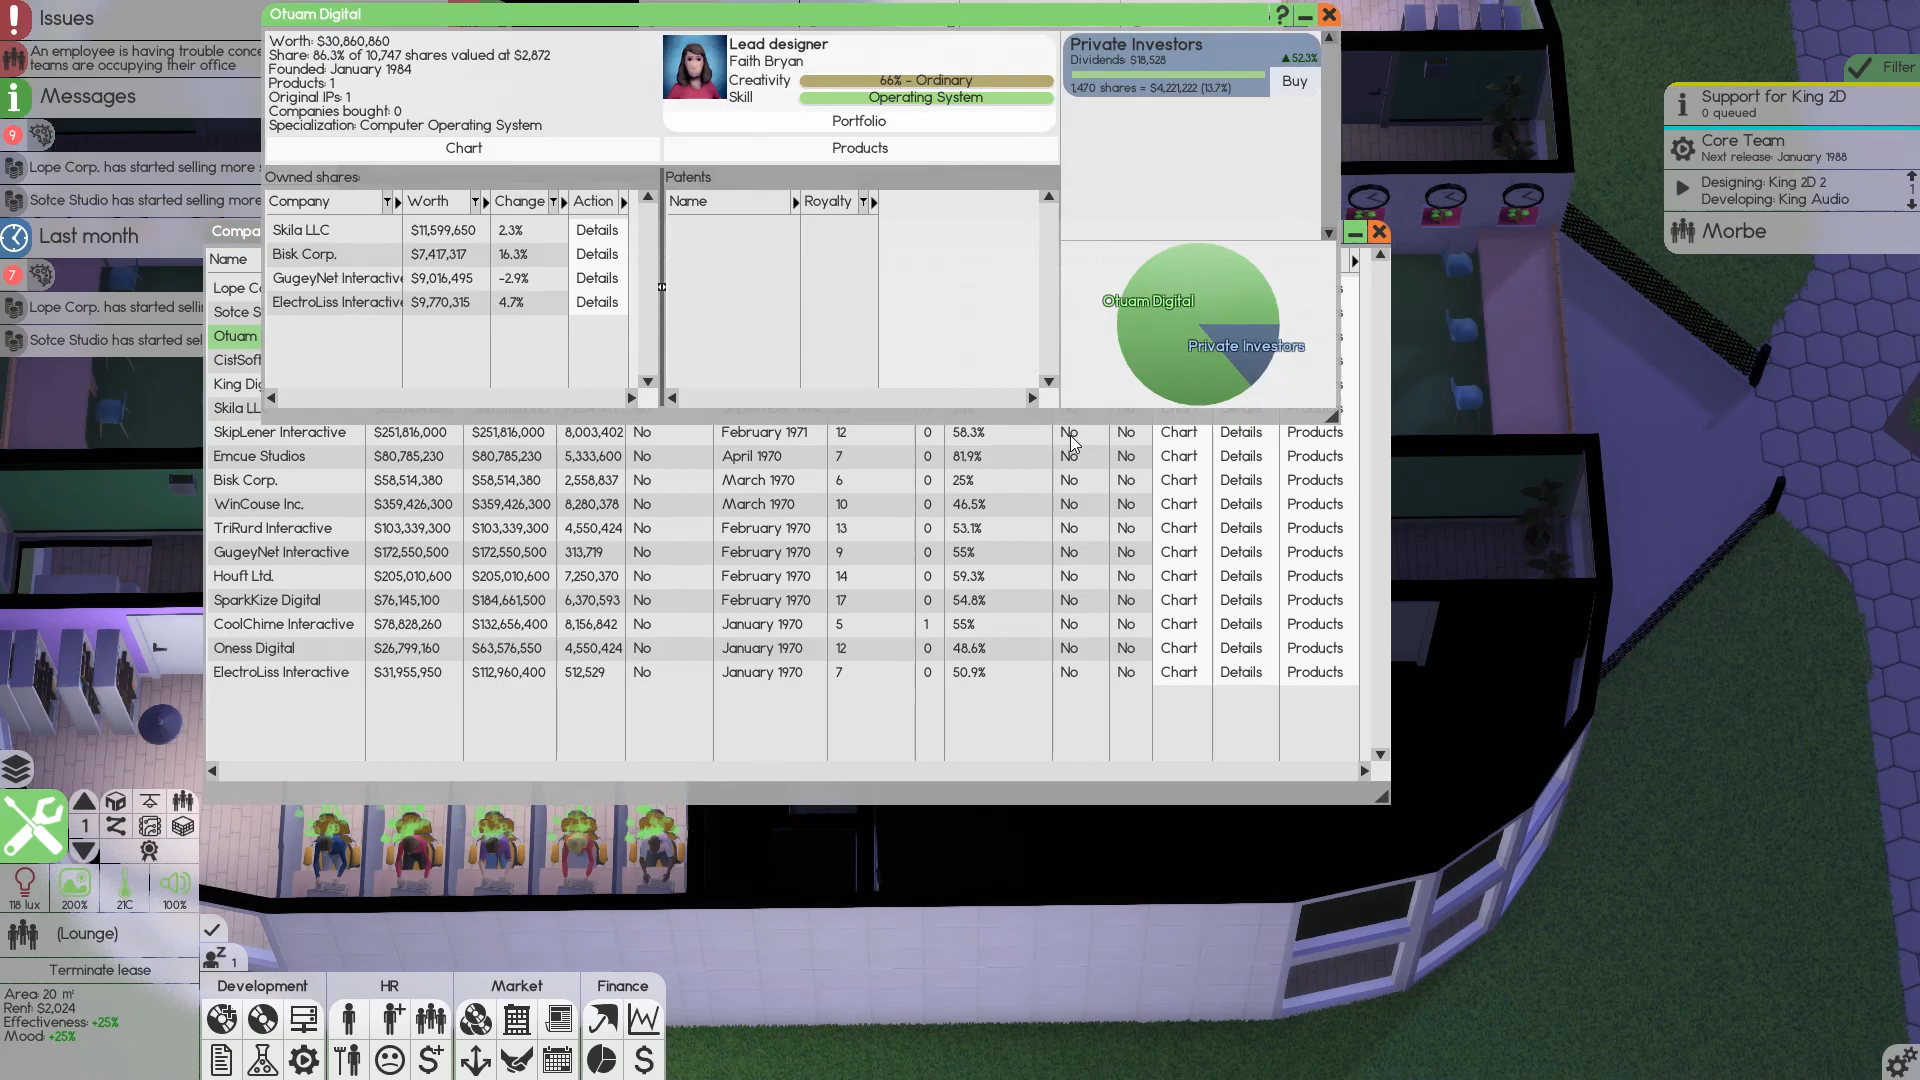 Issues
An employee is having trouble conce
teams are occupying their office
Messages
9
Lope Corp. has started selling more
Sotce Studio has started selling more
Last month
7
Lope Corp. has started selli
Sotce Studio has started sel
Otuam Digital
?
Worth: $30,860,860
Share: 86.3% of 10,747 shares valued at $2,872
Founded: January 1984
Products: 1
Original IPs: 1
Companies bought: 0
Specialization: Computer Operating System
Chart
Lead designer
Faith Bryan
Creativity 66% - Ordinary
Skill Operating System
Portfolio
Products
Private Investors
Dividends: $18,528
52.3%
1,470 shares = $4,221,222 (13.7%)
Buy
Owned shares:
Company Worth Change Action
Skila LLC $11,599,650 2.3% Details
Bisk Corp. $7,417,317 16.3% Details
GugeyNet Interactive $9,016,495 -2.9% Details
ElectroLiss Interactive $9,770,315 4.7% Details
Patents
Name Royalty
Otuam Digital
Private Investors
Compa
Name
Lope Co
Sotce S
Otuam
CistSoft
King Dig
Skila LL
SkipLener Interactive $251,816,000 $251,816,000 8,003,402 No February 1971 12 0 58.3% No No Chart Details Products
Emcue Studios $80,785,230 $80,785,230 5,333,600 No April 1970 7 0 81.9% No No Chart Details Products
Bisk Corp. $58,514,380 $58,514,380 2,558,837 No March 1970 6 0 25% No No Chart Details Products
WinCouse Inc. $359,426,300 $359,426,300 8,280,378 No March 1970 10 0 46.5% No No Chart Details Products
TriRurd Interactive $103,339,300 $103,339,300 4,550,424 No February 1970 13 0 53.1% No No Chart Details Products
GugeyNet Interactive $172,550,500 $172,550,500 313,719 No February 1970 9 0 55% No No Chart Details Products
Houft Ltd. $205,010,600 $205,010,600 7,250,370 No February 1970 14 0 59.3% No No Chart Details Products
SparkKize Digital $76,145,100 $184,661,500 6,370,593 No February 1970 17 0 54.8% No No Chart Details Products
CoolChime Interactive $78,828,260 $132,656,400 8,156,842 No January 1970 5 1 55% No No Chart Details Products
Oness Digital $26,799,160 $63,576,550 4,550,424 No January 1970 12 0 48.6% No No Chart Details Products
ElectroLiss Interactive $31,955,950 $112,960,400 512,529 No January 1970 7 0 50.9% No No Chart Details Products
Filter
Support for King 2D
0 queued
Core Team
Next release: January 1988
Designing: King 2D 2
Developing: King Audio
1
Morbe
1
118 lux 200% 21C 100%
(Lounge)
Terminate lease
Area: 20 m²
Rent: $2,024
Effectiveness: +25%
Mood: +25%
Z 1
Development HR Market Finance